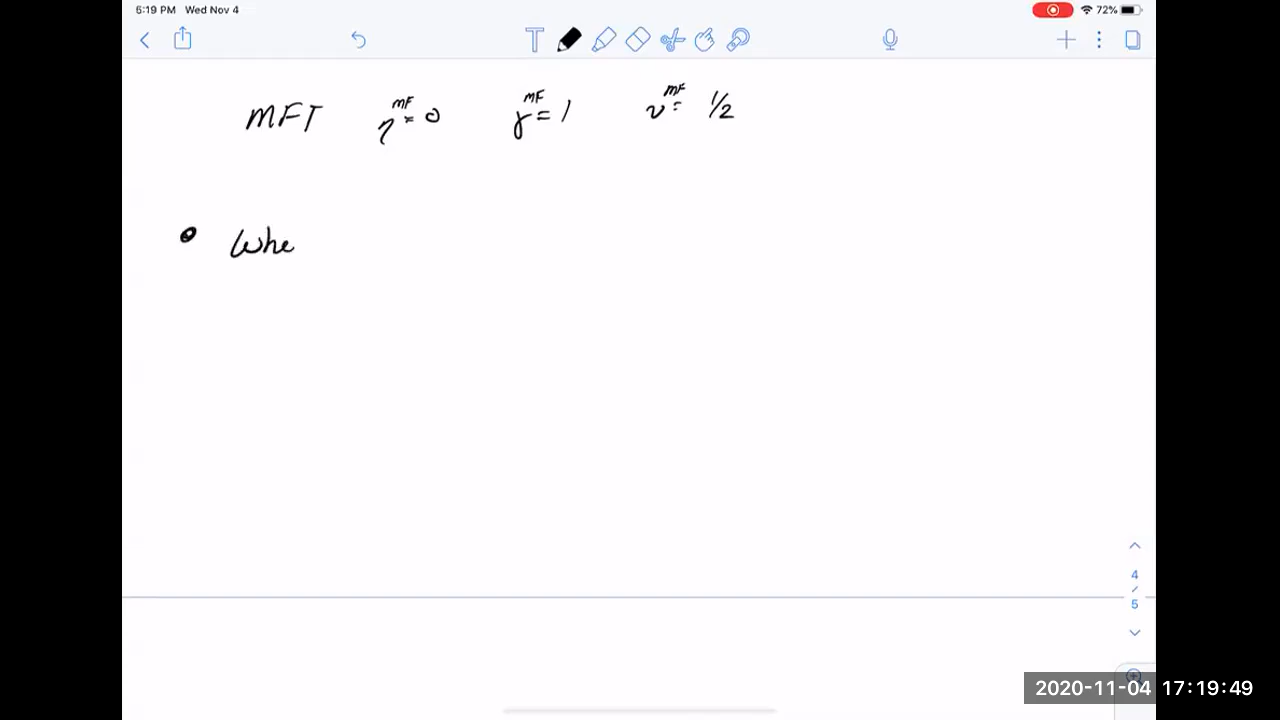 6:19 PM Wed Nov 4 72%
T
MFT η^MF = 0 γ^MF = 1 ν^MF = 1/2
• Whe
4
/
5
2020-11-04 17:19:49